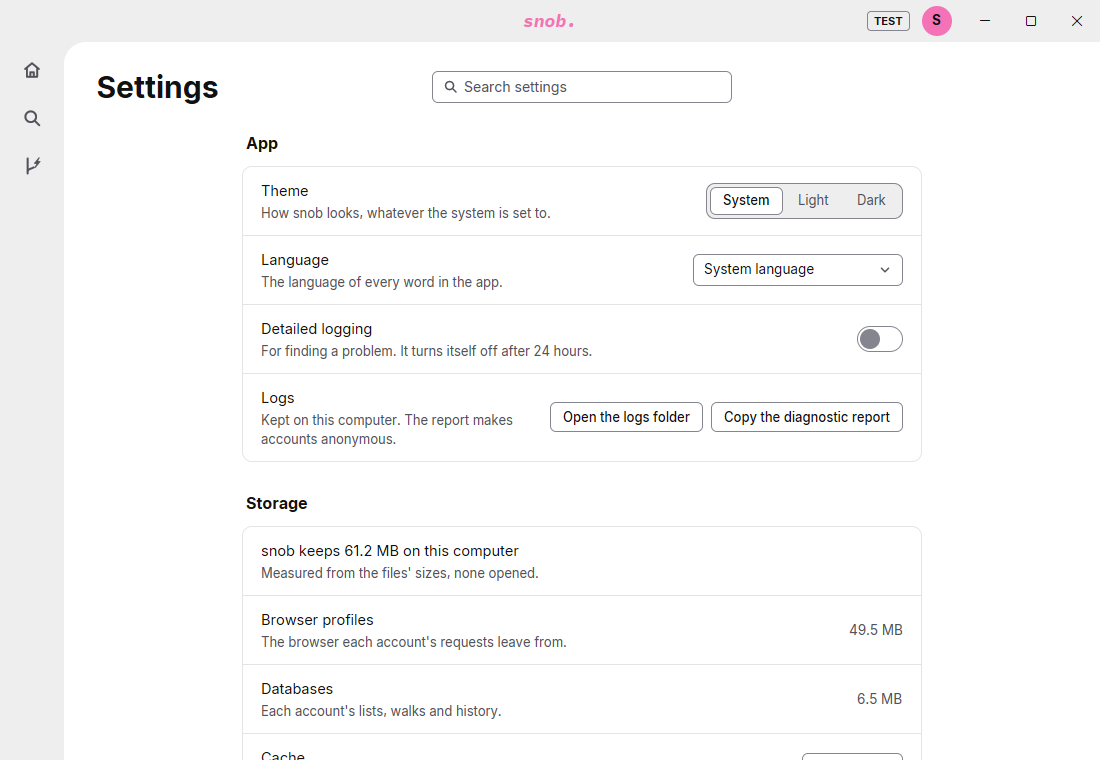 snob.
TEST
S
Settings
Search settings
App
Theme
How snob looks, whatever the system is set to.
System
Light
Dark
Language
The language of every word in the app.
System language
Detailed logging
For finding a problem. It turns itself off after 24 hours.
Logs
Kept on this computer. The report makes
accounts anonymous.
Open the logs folder
Copy the diagnostic report
Storage
snob keeps 61.2 MB on this computer
Measured from the files' sizes, none opened.
Browser profiles
The browser each account's requests leave from.
49.5 MB
Databases
Each account's lists, walks and history.
6.5 MB
Cache